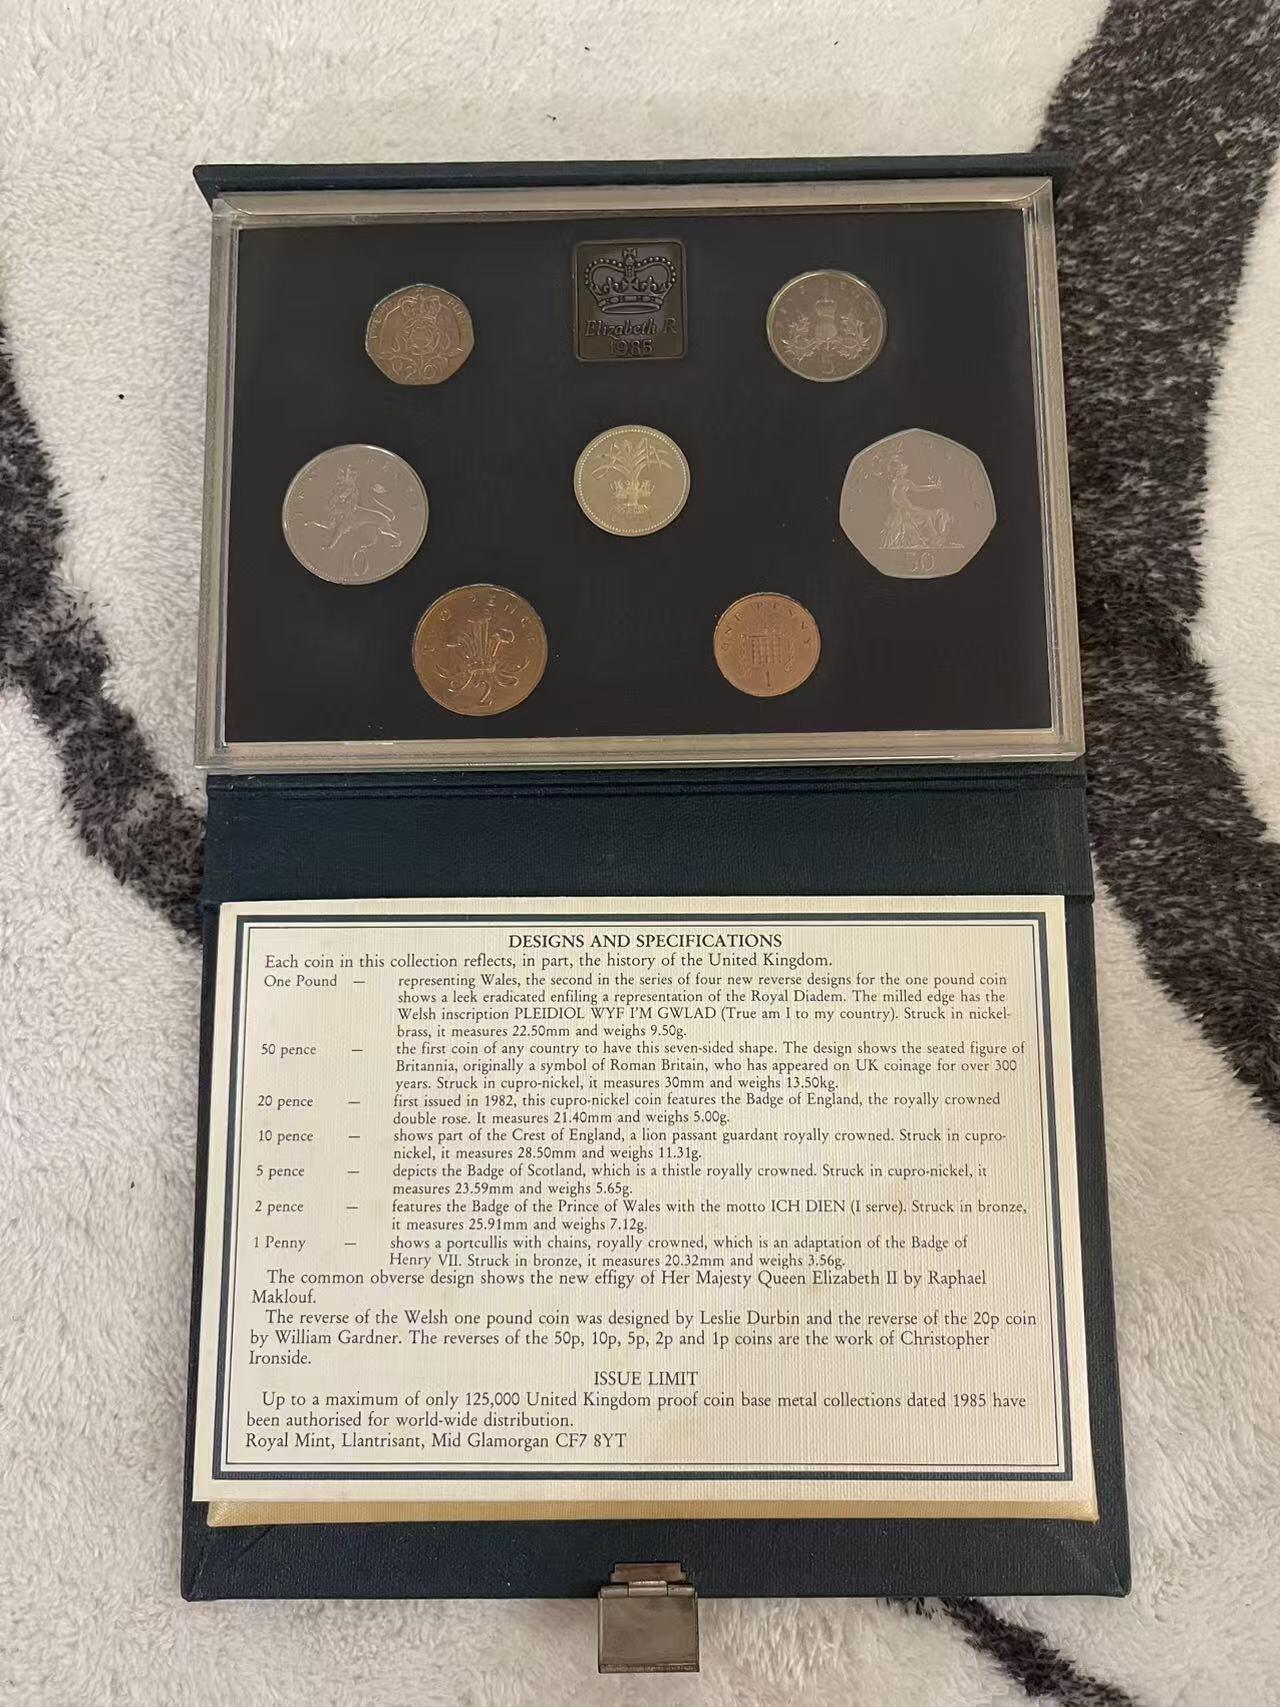 Elizabeth R
1985
TWENTY PENCE
20
5
TEN PENCE
10
50
TWO PENCE
2
ONE PENNY
1
DESIGNS AND SPECIFICATIONS
Each coin in this collection reflects, in part, the history of the United Kingdom.
One Pound — representing Wales, the second in the series of four new reverse designs for the one pound coin
shows a leek eradicated enfiling a representation of the Royal Diadem. The milled edge has the
Welsh inscription PLEIDIOL WYF I'M GWLAD (True am I to my country). Struck in nickel-
brass, it measures 22.50mm and weighs 9.50g.
50 pence — the first coin of any country to have this seven-sided shape. The design shows the seated figure of
Britannia, originally a symbol of Roman Britain, who has appeared on UK coinage for over 300
years. Struck in cupro-nickel, it measures 30mm and weighs 13.50kg.
20 pence — first issued in 1982, this cupro-nickel coin features the Badge of England, the royally crowned
double rose. It measures 21.40mm and weighs 5.00g.
10 pence — shows part of the Crest of England, a lion passant guardant royally crowned. Struck in cupro-
nickel, it measures 28.50mm and weighs 11.31g.
5 pence — depicts the Badge of Scotland, which is a thistle royally crowned. Struck in cupro-nickel, it
measures 23.59mm and weighs 5.65g.
2 pence — features the Badge of the Prince of Wales with the motto ICH DIEN (I serve). Struck in bronze,
it measures 25.91mm and weighs 7.12g.
1 Penny — shows a portcullis with chains, royally crowned, which is an adaptation of the Badge of
Henry VII. Struck in bronze, it measures 20.32mm and weighs 3.56g.
The common obverse design shows the new effigy of Her Majesty Queen Elizabeth II by Raphael
Maklouf.
The reverse of the Welsh one pound coin was designed by Leslie Durbin and the reverse of the 20p coin
by William Gardner. The reverses of the 50p, 10p, 5p, 2p and 1p coins are the work of Christopher
Ironside.
ISSUE LIMIT
Up to a maximum of only 125,000 United Kingdom proof coin base metal collections dated 1985 have
been authorised for world-wide distribution.
Royal Mint, Llantrisant, Mid Glamorgan CF7 8YT